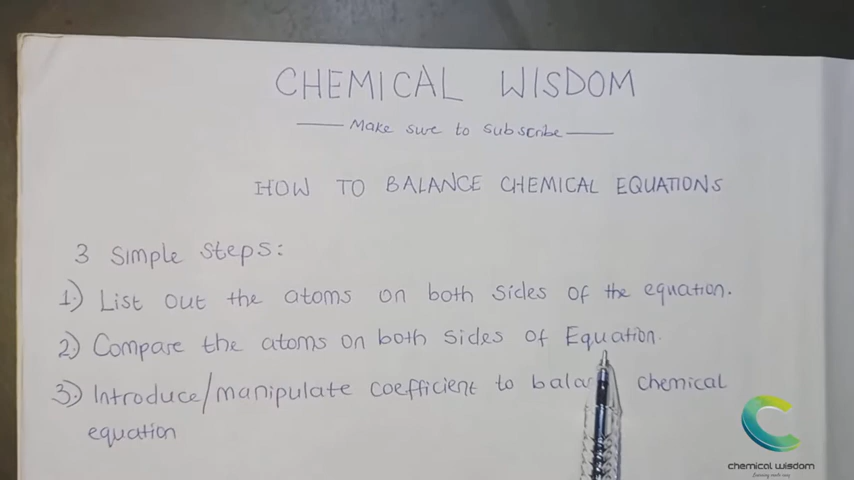 CHEMICAL WISDOM
Make sure to subscribe
HOW TO BALANCE CHEMICAL EQUATIONS
3 simple steps:
1.) List out the atoms on both sides of the equation.
2.) Compare the atoms on both sides of Equation.
3.) Introduce/manipulate coefficient to balan chemical
equation
chemical wisdom